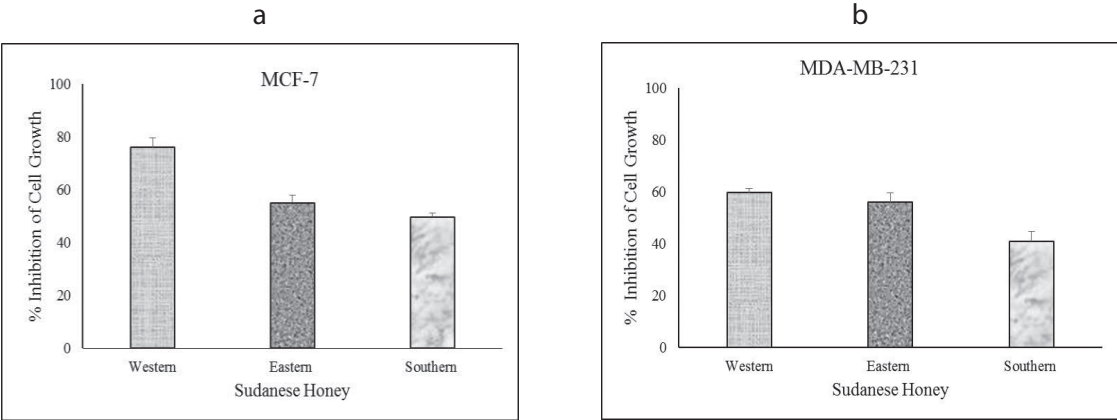 a
MCF-7
% Inhibition of Cell Growth
100
80
60
40
20
0
Western Eastern Southern
Sudanese Honey
b
MDA-MB-231
% Inhibition of Cell Growth
100
80
60
40
20
0
Western Eastern Southern
Sudanese Honey